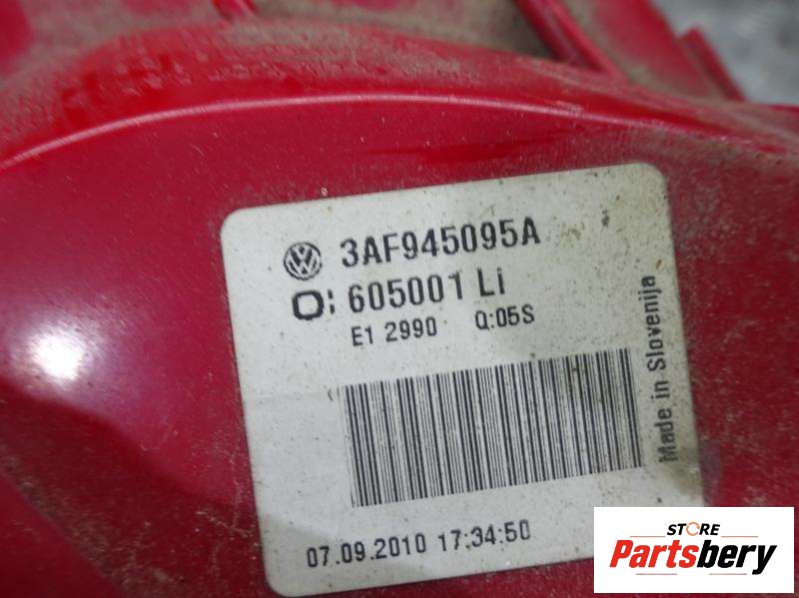 3AF945095A
O: 605001 Li
E1 2990 Q:05S
Made in Slovenija
07.09.2010 17:34:50
STORE
Partsbery